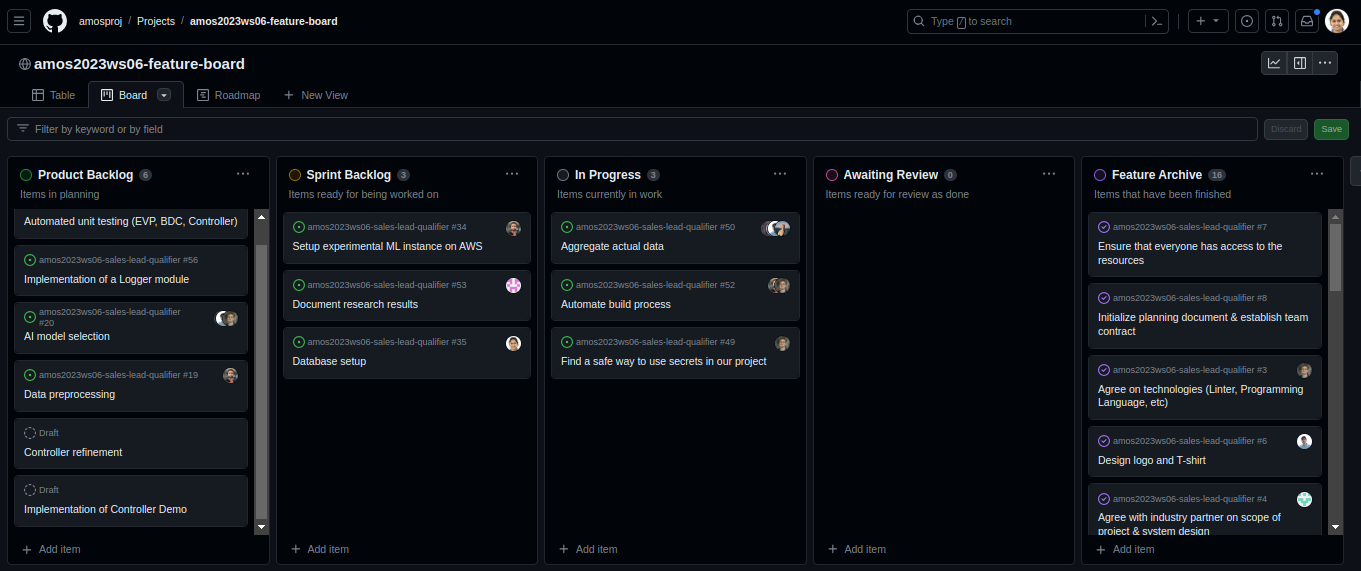 amosproj / Projects / amos2023ws06-feature-board
Type / to search
amos2023ws06-feature-board
Table
Board
Roadmap
New View
Filter by keyword or by field
Discard
Save
Product Backlog 6
Items in planning
Automated unit testing (EVP, BDC, Controller)
amos2023ws06-sales-lead-qualifier #56
Implementation of a Logger module
amos2023ws06-sales-lead-qualifier
#20
AI model selection
amos2023ws06-sales-lead-qualifier #19
Data preprocessing
Draft
Controller refinement
Draft
Implementation of Controller Demo
Add item
Sprint Backlog 3
Items ready for being worked on
amos2023ws06-sales-lead-qualifier #34
Setup experimental ML instance on AWS
amos2023ws06-sales-lead-qualifier #53
Document research results
amos2023ws06-sales-lead-qualifier #35
Database setup
Add item
In Progress 3
Items currently in work
amos2023ws06-sales-lead-qualifier #50
Aggregate actual data
amos2023ws06-sales-lead-qualifier #52
Automate build process
amos2023ws06-sales-lead-qualifier #49
Find a safe way to use secrets in our project
Add item
Awaiting Review 0
Items ready for review as done
Add item
Feature Archive 16
Items that have been finished
amos2023ws06-sales-lead-qualifier #7
Ensure that everyone has access to the
resources
amos2023ws06-sales-lead-qualifier #8
Initialize planning document & establish team
contract
amos2023ws06-sales-lead-qualifier #3
Agree on technologies (Linter, Programming
Language, etc)
amos2023ws06-sales-lead-qualifier #6
Design logo and T-shirt
amos2023ws06-sales-lead-qualifier #4
Agree with industry partner on scope of
project & system design
Add item